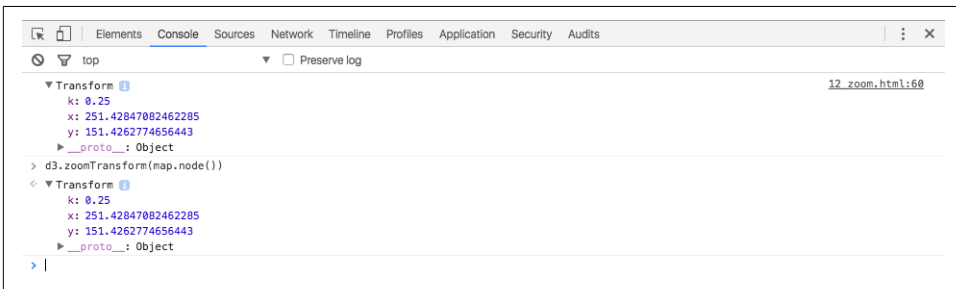 Elements Console Sources Network Timeline Profiles Application Security Audits
top Preserve log
Transform 12_zoom.html:60
k: 0.25
x: 251.42847082462285
y: 151.4262774656443
__proto__: Object
> d3.zoomTransform(map.node())
Transform
k: 0.25
x: 251.42847082462285
y: 151.4262774656443
__proto__: Object
>